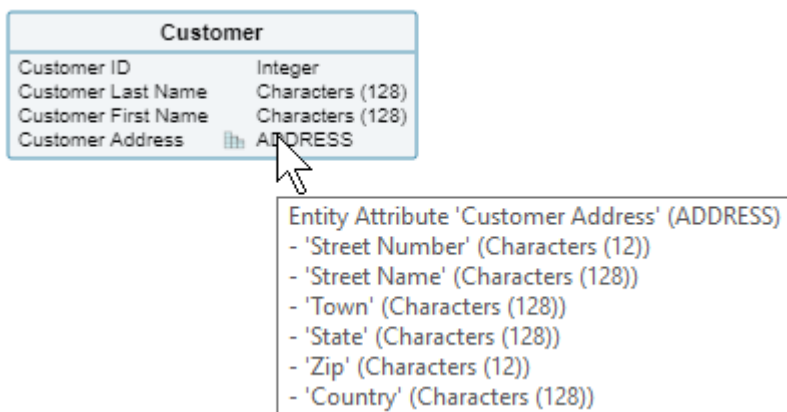 Customer
Customer ID Integer
Customer Last Name Characters (128)
Customer First Name Characters (128)
Customer Address ADDRESS
Entity Attribute 'Customer Address' (ADDRESS)
- 'Street Number' (Characters (12))
- 'Street Name' (Characters (128))
- 'Town' (Characters (128))
- 'State' (Characters (128))
- 'Zip' (Characters (12))
- 'Country' (Characters (128))